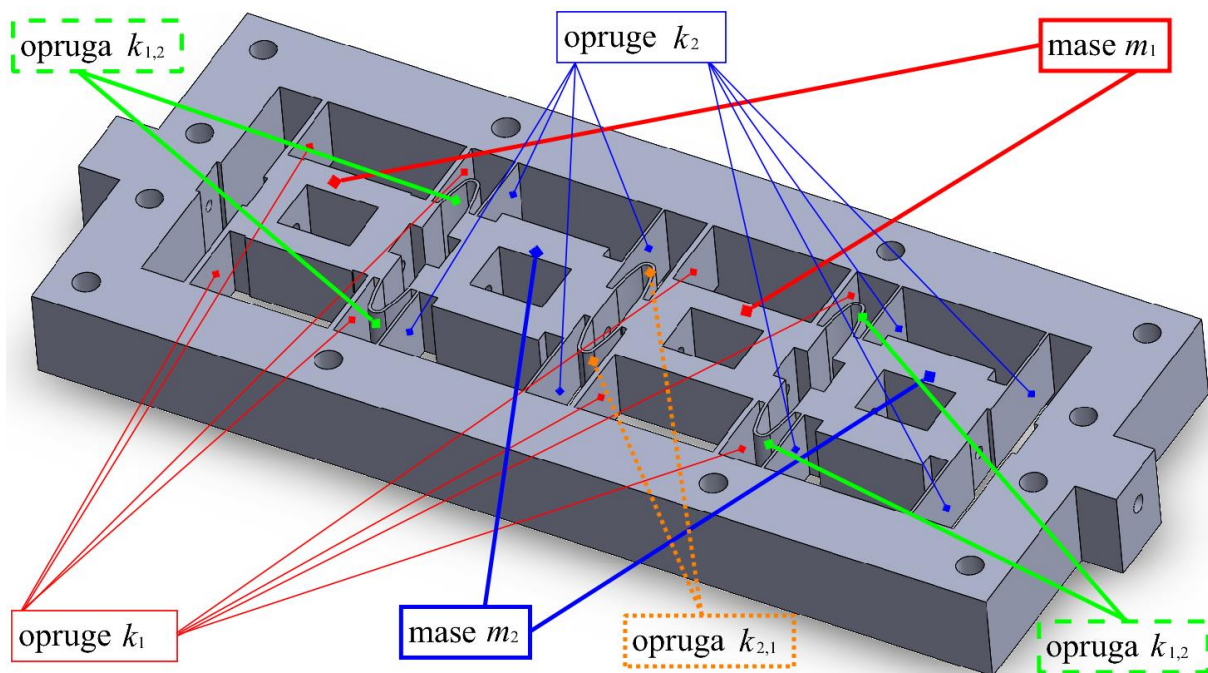 opruga k1,2
opruge k2
mase m1
opruge k1
mase m2
opruga k2,1
opruga k1,2